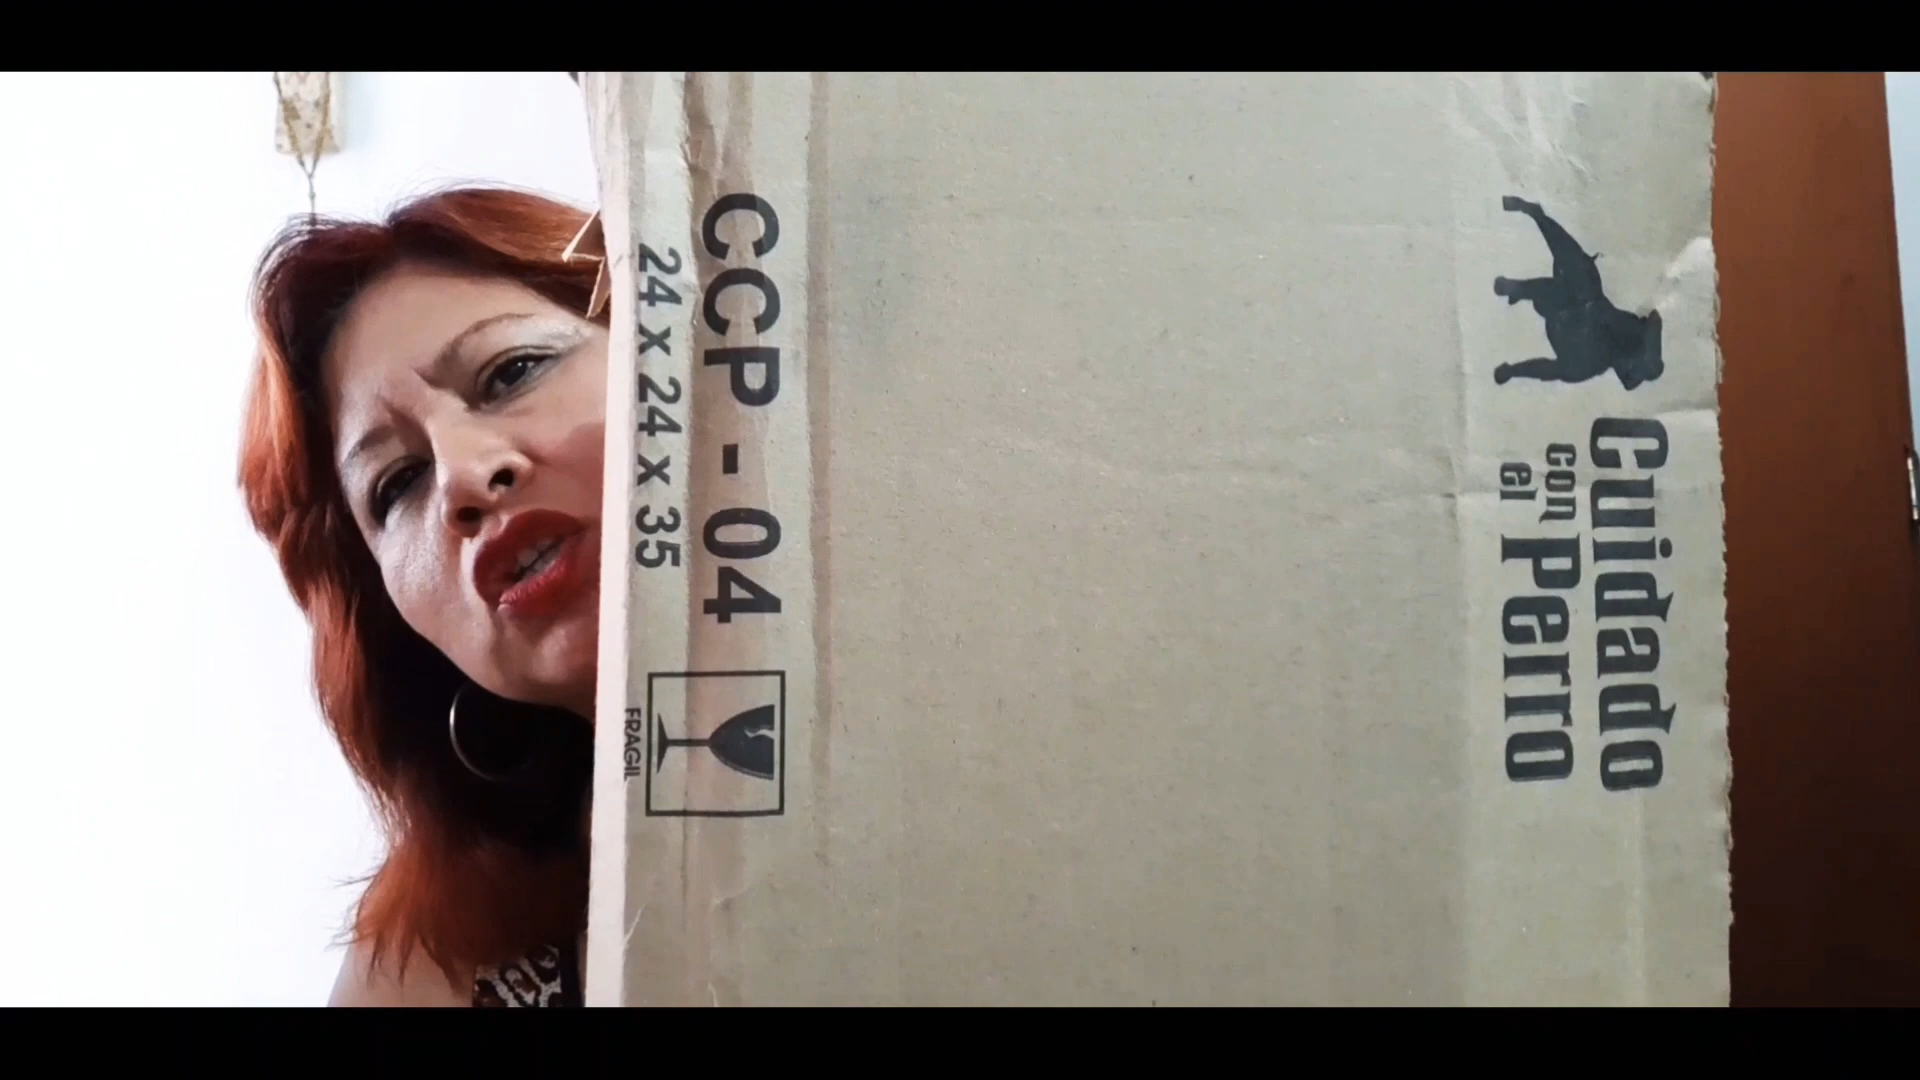 Cuidado
con
el Perro
CCP - 04
24 x 24 x 35
FRAGIL